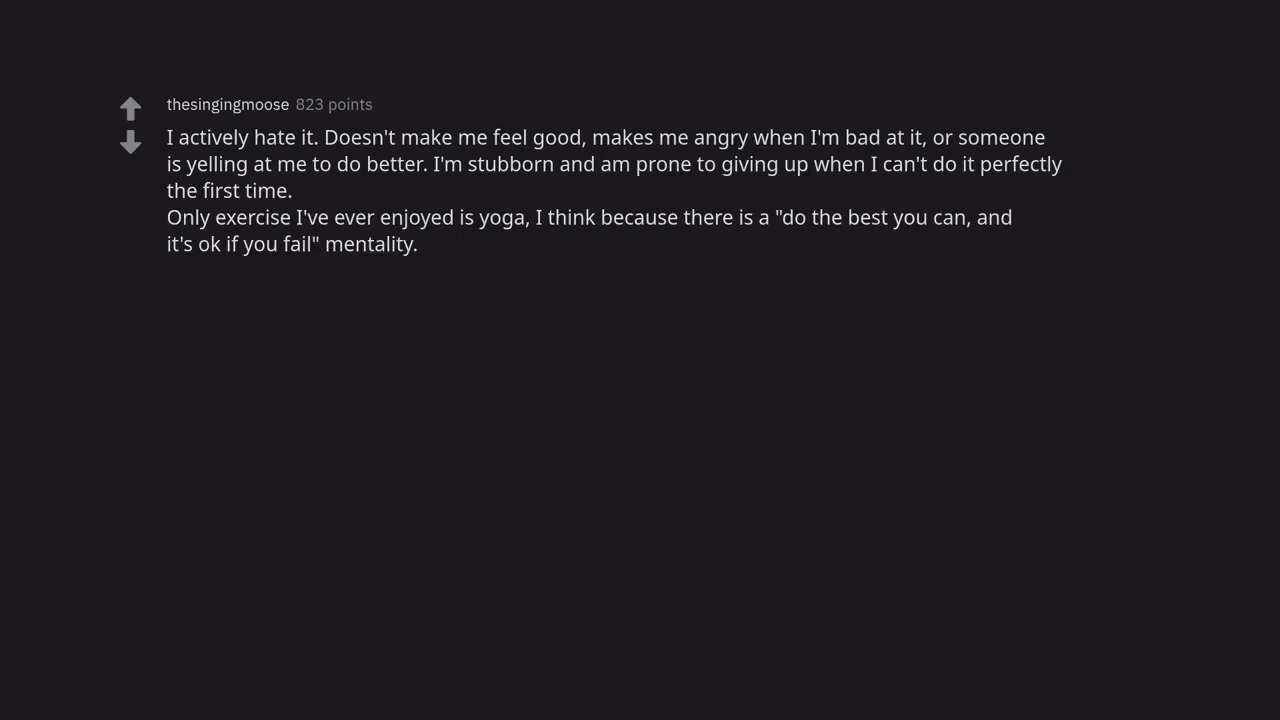 thesingingmoose 823 points
I actively hate it. Doesn't make me feel good, makes me angry when I'm bad at it, or someone
is yelling at me to do better. I'm stubborn and am prone to giving up when I can't do it perfectly
the first time.
Only exercise I've ever enjoyed is yoga, I think because there is a "do the best you can, and
it's ok if you fail" mentality.